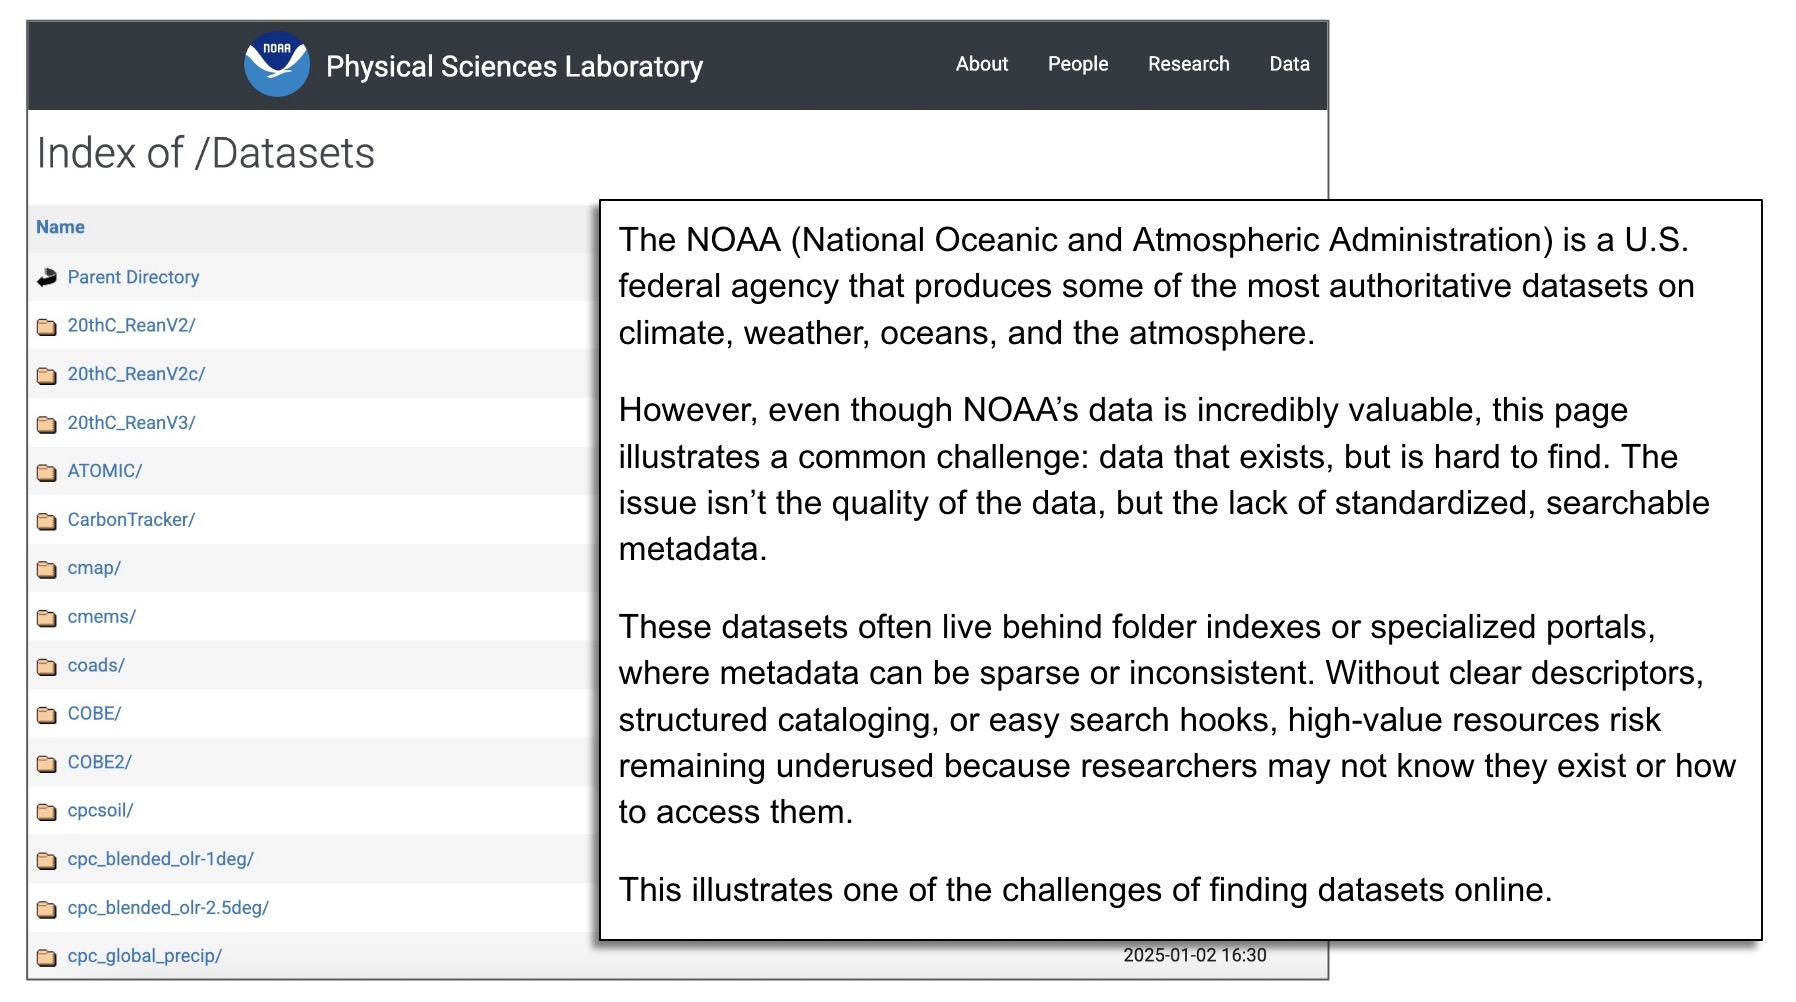 NOAA
Physical Sciences Laboratory
About People Research Data
Index of /Datasets
Name
Parent Directory
20thC_ReanV2/
20thC_ReanV2c/
20thC_ReanV3/
ATOMIC/
CarbonTracker/
cmap/
cmems/
coads/
COBE/
COBE2/
cpcsoil/
cpc_blended_olr-1deg/
cpc_blended_olr-2.5deg/
cpc_global_precip/ 2025-01-02 16:30
The NOAA (National Oceanic and Atmospheric Administration) is a U.S.
federal agency that produces some of the most authoritative datasets on
climate, weather, oceans, and the atmosphere.
However, even though NOAA’s data is incredibly valuable, this page
illustrates a common challenge: data that exists, but is hard to find. The
issue isn’t the quality of the data, but the lack of standardized, searchable
metadata.
These datasets often live behind folder indexes or specialized portals,
where metadata can be sparse or inconsistent. Without clear descriptors,
structured cataloging, or easy search hooks, high-value resources risk
remaining underused because researchers may not know they exist or how
to access them.
This illustrates one of the challenges of finding datasets online.